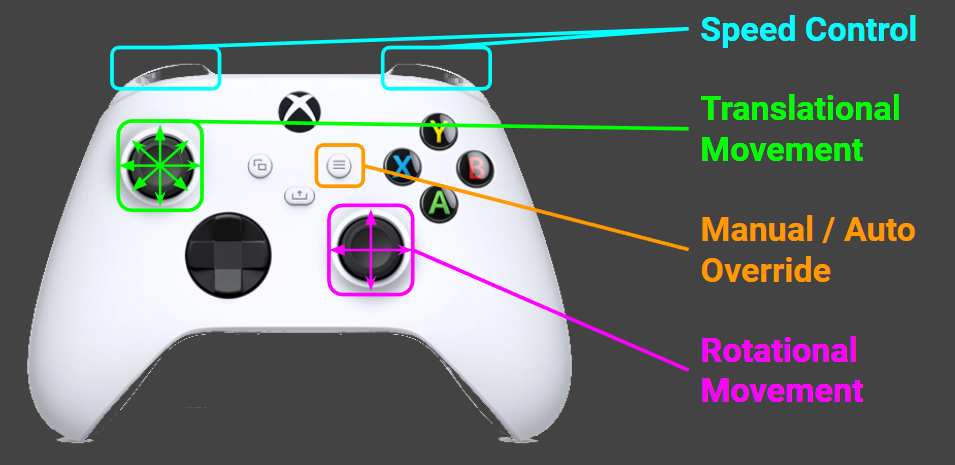 Speed Control
Translational
Movement
Y
X
B
A
Manual / Auto
Override
Rotational
Movement